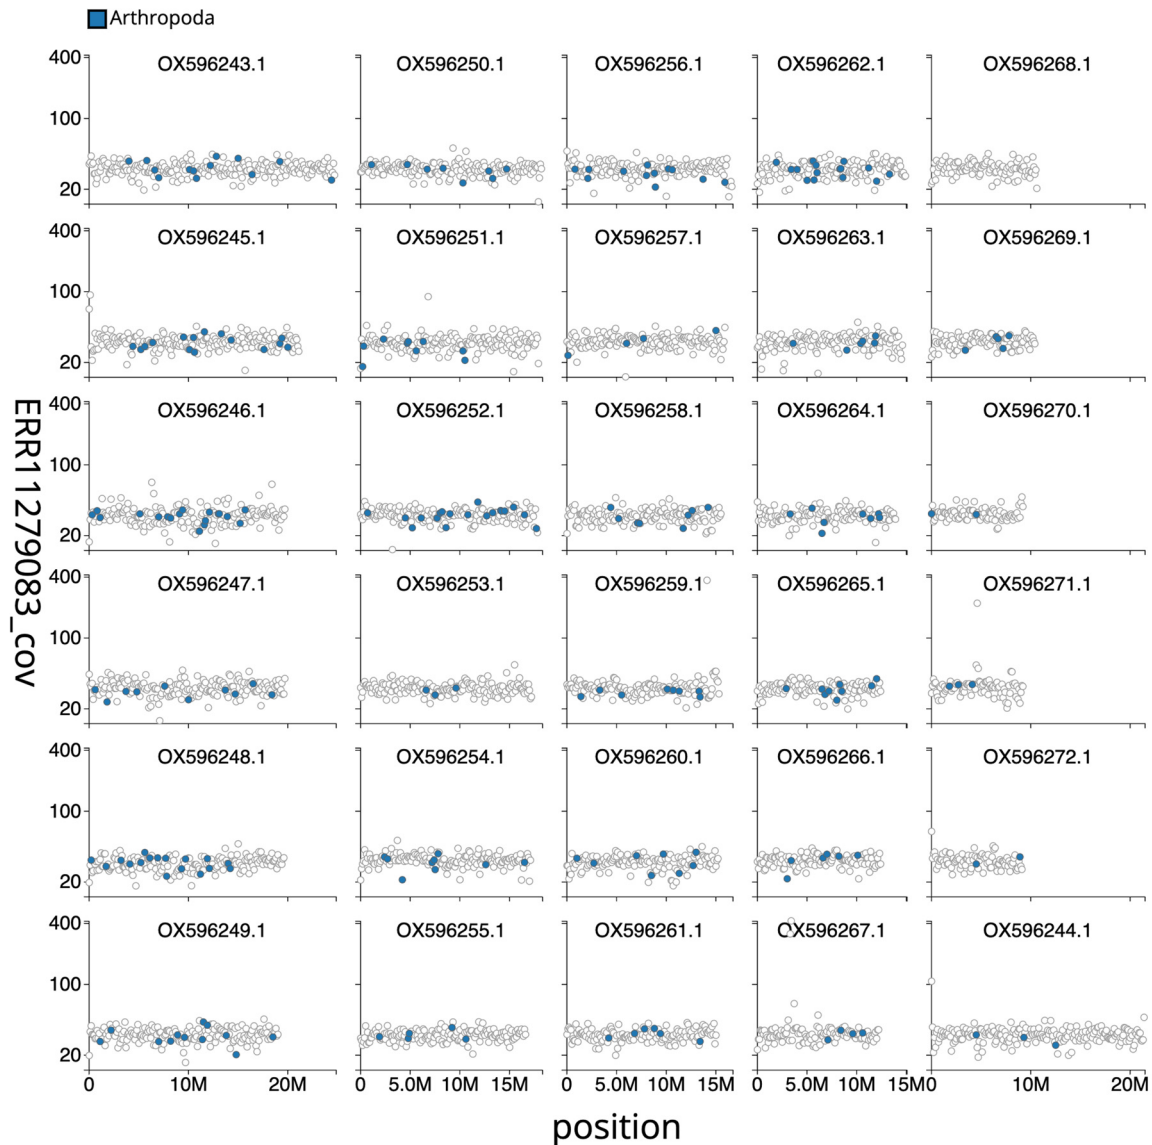 Arthropoda
400 OX596243.1 OX596250.1 OX596256.1 OX596262.1 OX596268.1
100
20
400 OX596245.1 OX596251.1 OX596257.1 OX596263.1 OX596269.1
100
20
400 OX596246.1 OX596252.1 OX596258.1 OX596264.1 OX596270.1
100
20
400 OX596247.1 OX596253.1 OX596259.1 OX596265.1 OX596271.1
100
20
400 OX596248.1 OX596254.1 OX596260.1 OX596266.1 OX596272.1
100
20
400 OX596249.1 OX596255.1 OX596261.1 OX596267.1 OX596244.1
100
20
0 10M 20M 0 5.0M 10M 15M 0 5.0M 10M 15M 0 5.0M 10M 15M 0 10M 20M
ERR11279083_cov
position